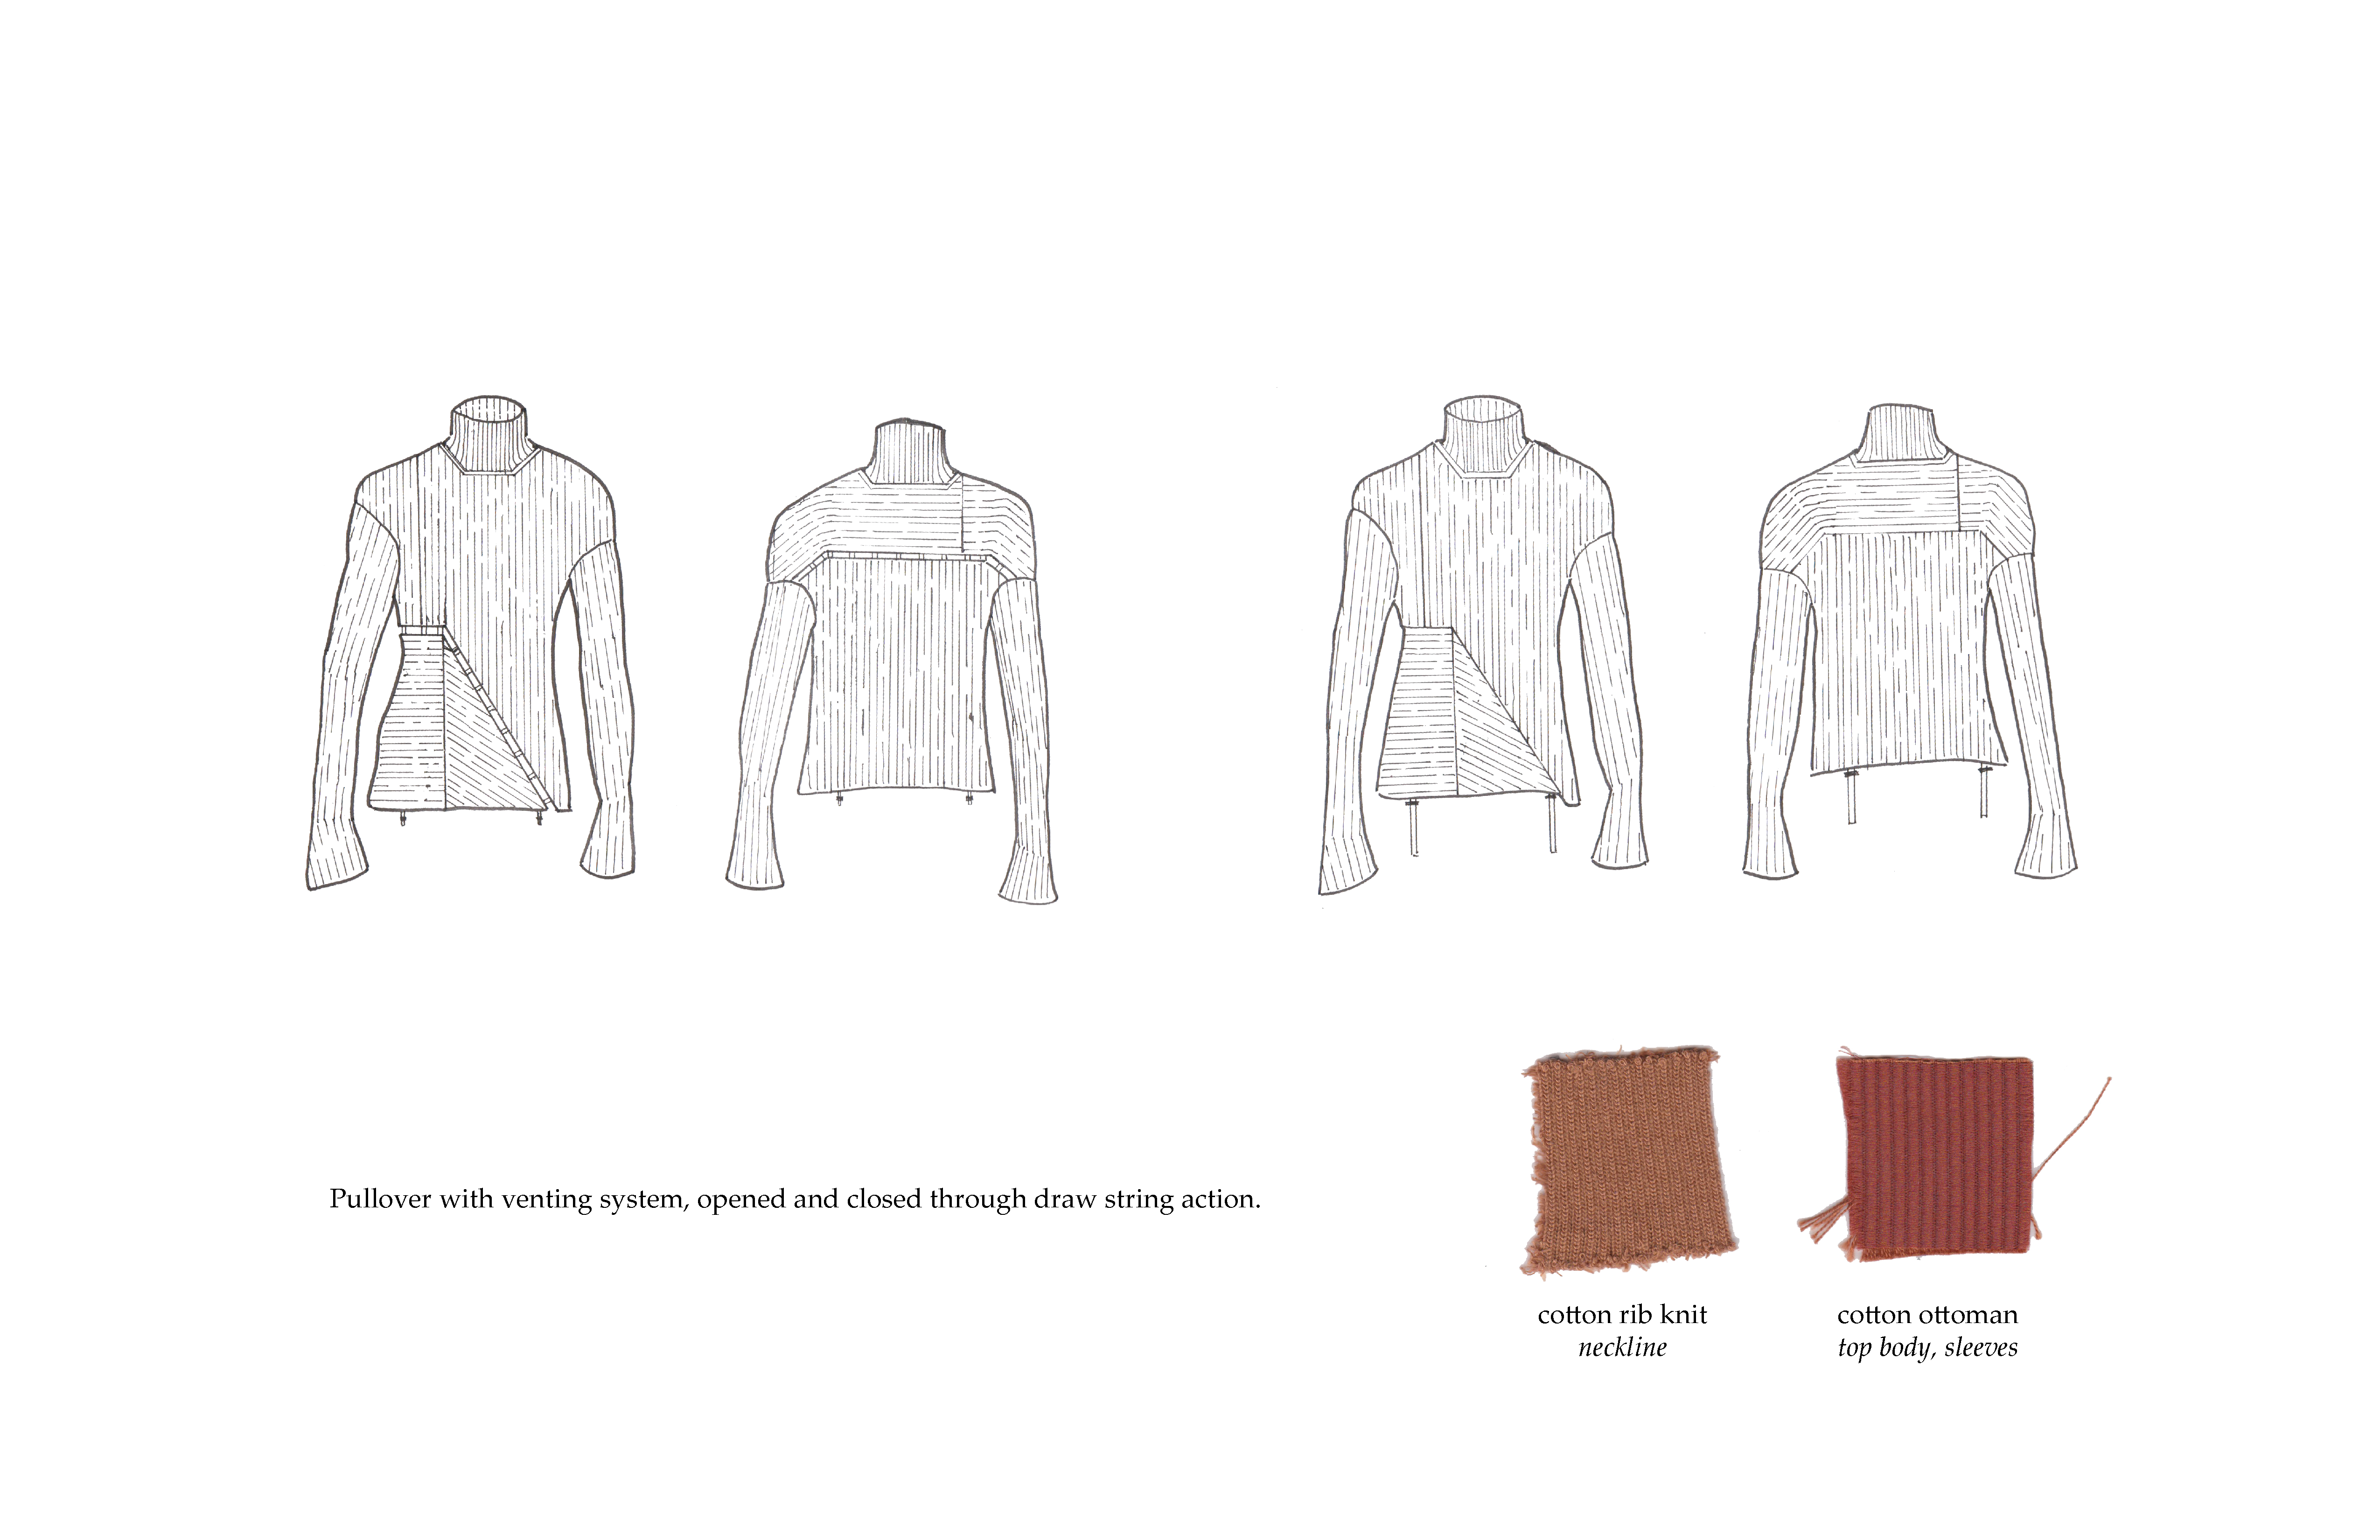 Pullover with venting system, opened and closed through draw string action.
cotton rib knit
neckline
cotton ottoman
top body, sleeves